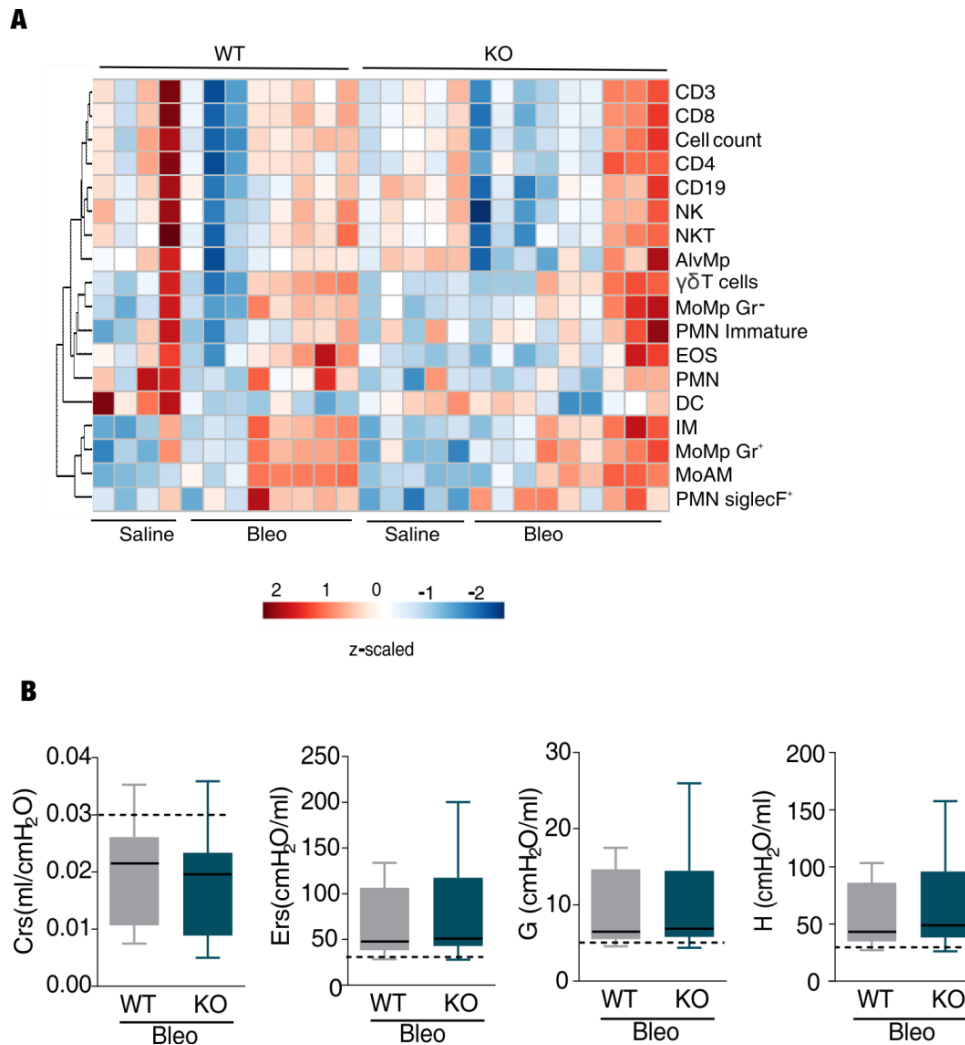 A
WT KO
CD3
CD8
Cell count
CD4
CD19
NK
NKT
AlvMp
γδT cells
MoMp Gr⁻
PMN Immature
EOS
PMN
DC
IM
MoMp Gr⁺
MoAM
PMN siglecF⁺
Saline Bleo Saline Bleo
2 1 0 -1 -2
z-scaled
B
Crs(ml/cmH₂O)
0.04
0.03
0.02
0.01
0.00
WT KO
Bleo
Ers(cmH₂O/ml)
250
200
150
100
50
0
WT KO
Bleo
G (cmH₂O/ml)
30
20
10
0
WT KO
Bleo
H (cmH₂O/ml)
200
150
100
50
0
WT KO
Bleo